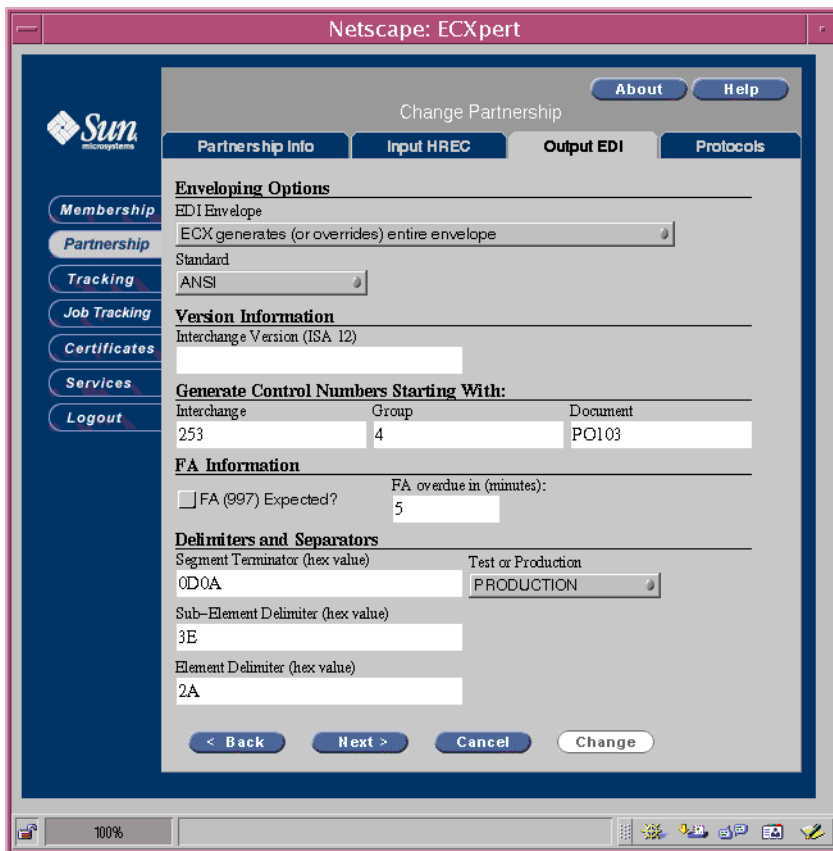 Netscape: ECXpert
About Help
Change Partnership
Sun
microsystems
Partnership Info Input HREC Output EDI Protocols
Membership
Partnership
Tracking
Job Tracking
Certificates
Services
Logout
Enveloping Options
EDI Envelope
ECX generates (or overrides) entire envelope
Standard
ANSI
Version Information
Interchange Version (ISA 12)
Generate Control Numbers Starting With:
Interchange Group Document
253 4 PO103
FA Information
FA (997) Expected? FA overdue in (minutes):
5
Delimiters and Separators
Segment Terminator (hex value) Test or Production
0D0A PRODUCTION
Sub-Element Delimiter (hex value)
3E
Element Delimiter (hex value)
2A
< Back Next > Cancel Change
100%